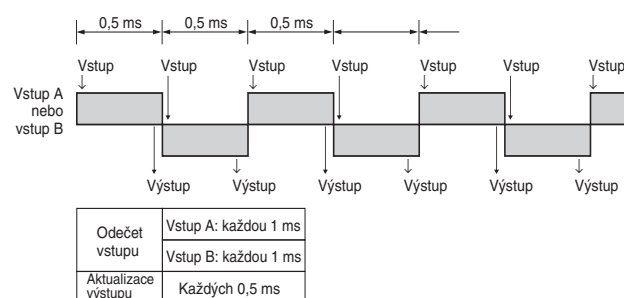 0,5 ms 0,5 ms 0,5 ms
Vstup Vstup Vstup Vstup Vstup Vstup Vstup
Vstup A
nebo
vstup B
Výstup Výstup Výstup Výstup Výstup Výstup
Odečet
vstupu
Vstup A: každou 1 ms
Vstup B: každou 1 ms
Aktualizace
výstupu
Každých 0,5 ms